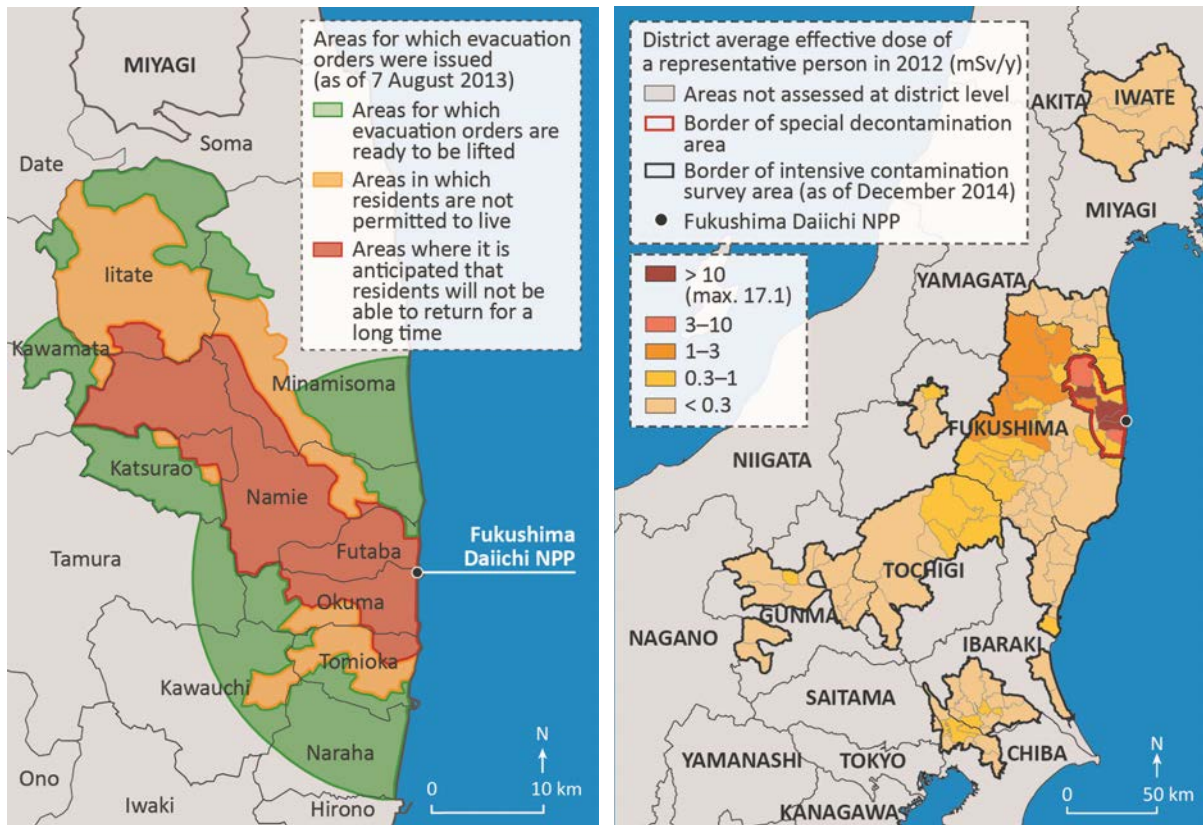 Areas for which evacuation
orders were issued
(as of 7 August 2013)
Areas for which
evacuation orders are
ready to be lifted
Areas in which
residents are not
permitted to live
Areas where it is
anticipated that
residents will not be
able to return for a
long time
MIYAGI
Soma
Date
Iitate
Kawamata
Minamisoma
Katsurao
Namie
Tamura
Futaba
Fukushima
Daiichi NPP
Okuma
Tomioka
Kawauchi
Naraha
Ono
Iwaki
Hirono
N
0 10 km
District average effective dose of
a representative person in 2012 (mSv/y)
Areas not assessed at district level
Border of special decontamination
area
Border of intensive contamination
survey area (as of December 2014)
Fukushima Daiichi NPP
> 10
(max. 17.1)
3–10
1–3
0.3–1
< 0.3
AKITA
IWATE
MIYAGI
YAMAGATA
FUKUSHIMA
NIIGATA
TOCHIGI
GUNMA
NAGANO
IBARAKI
SAITAMA
YAMANASHI
TOKYO
CHIBA
KANAGAWA
N
0 50 km